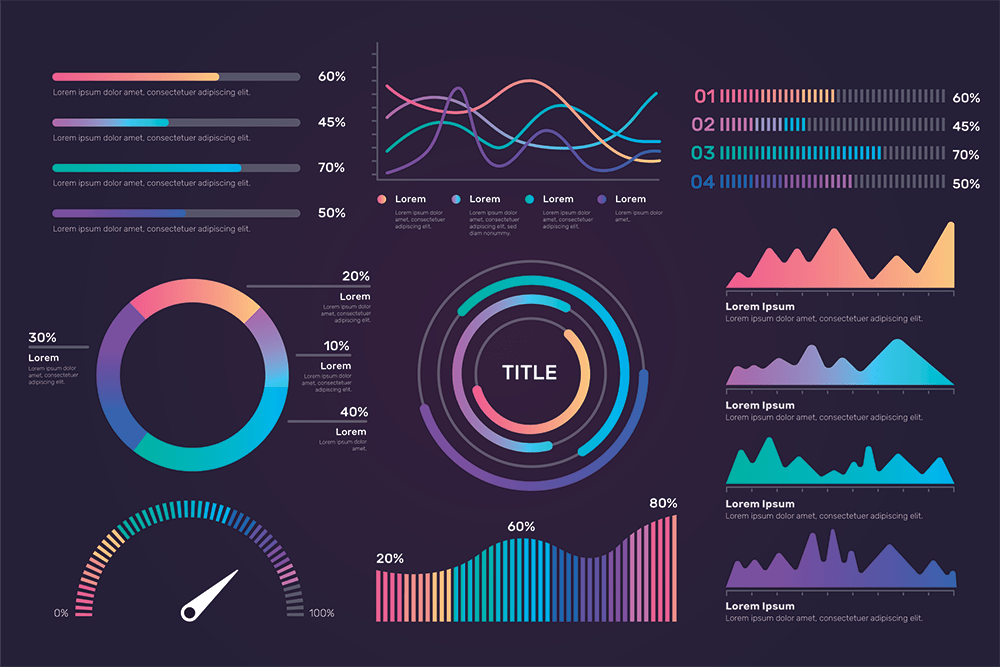 60%
Lorem ipsum dolor amet, consectetuer adipiscing elit.
45%
Lorem ipsum dolor amet, consectetuer adipiscing elit.
70%
Lorem ipsum dolor amet, consectetuer adipiscing elit.
50%
Lorem ipsum dolor amet, consectetuer adipiscing elit.
Lorem
Lorem ipsum dolor
amet, consectetuer
adipiscing elit.
Lorem
Lorem ipsum dolor
amet, consectetuer
adipiscing elit, sed
diam nonummy.
Lorem
Lorem ipsum dolor
amet, consectetuer
adipiscing elit.
Lorem
Lorem ipsum dolor
amet.
01 60%
02 45%
03 70%
04 50%
20%
Lorem
Lorem ipsum dolor
amet, consectetuer
adipiscing elit.
30%
Lorem
Lorem ipsum dolor
amet, consectetuer
adipiscing elit.
10%
Lorem
Lorem ipsum dolor
amet, consectetuer
adipiscing elit.
40%
Lorem
Lorem ipsum dolor
amet.
TITLE
Lorem Ipsum
Lorem ipsum dolor amet, consectetuer adipiscing elit.
Lorem Ipsum
Lorem ipsum dolor amet, consectetuer adipiscing elit.
Lorem Ipsum
Lorem ipsum dolor amet, consectetuer adipiscing elit.
Lorem Ipsum
Lorem ipsum dolor amet, consectetuer adipiscing elit.
0% 100%
20%
60%
80%